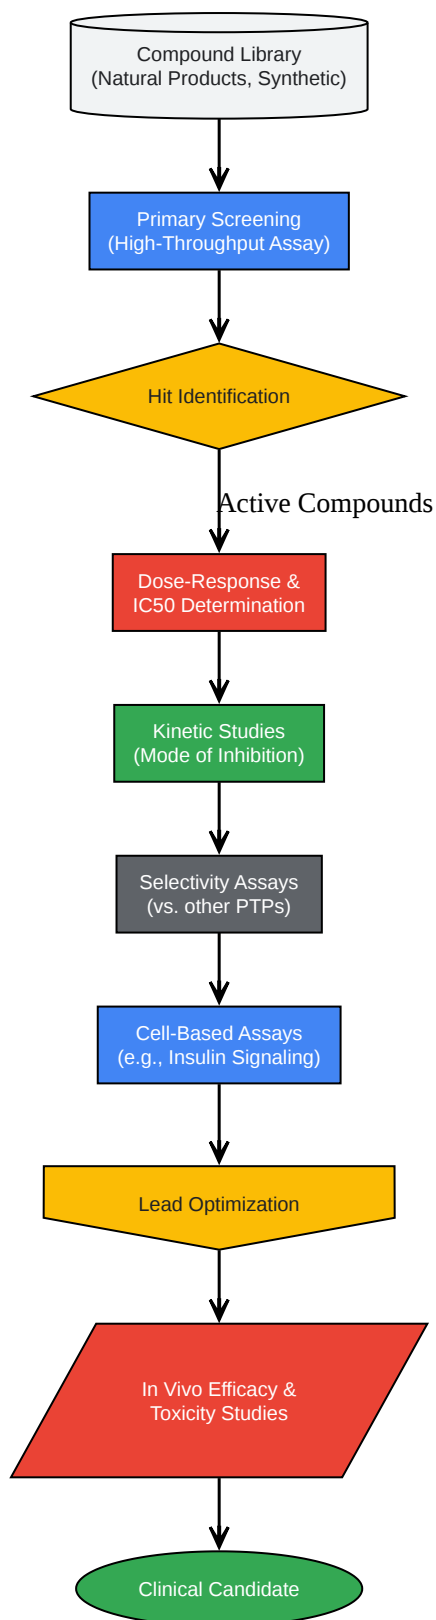 Compound Library
(Natural Products, Synthetic)
Primary Screening
(High-Throughput Assay)
Hit Identification
Active Compounds
Dose-Response &
IC50 Determination
Kinetic Studies
(Mode of Inhibition)
Selectivity Assays
(vs. other PTPs)
Cell-Based Assays
(e.g., Insulin Signaling)
Lead Optimization
In Vivo Efficacy &
Toxicity Studies
Clinical Candidate